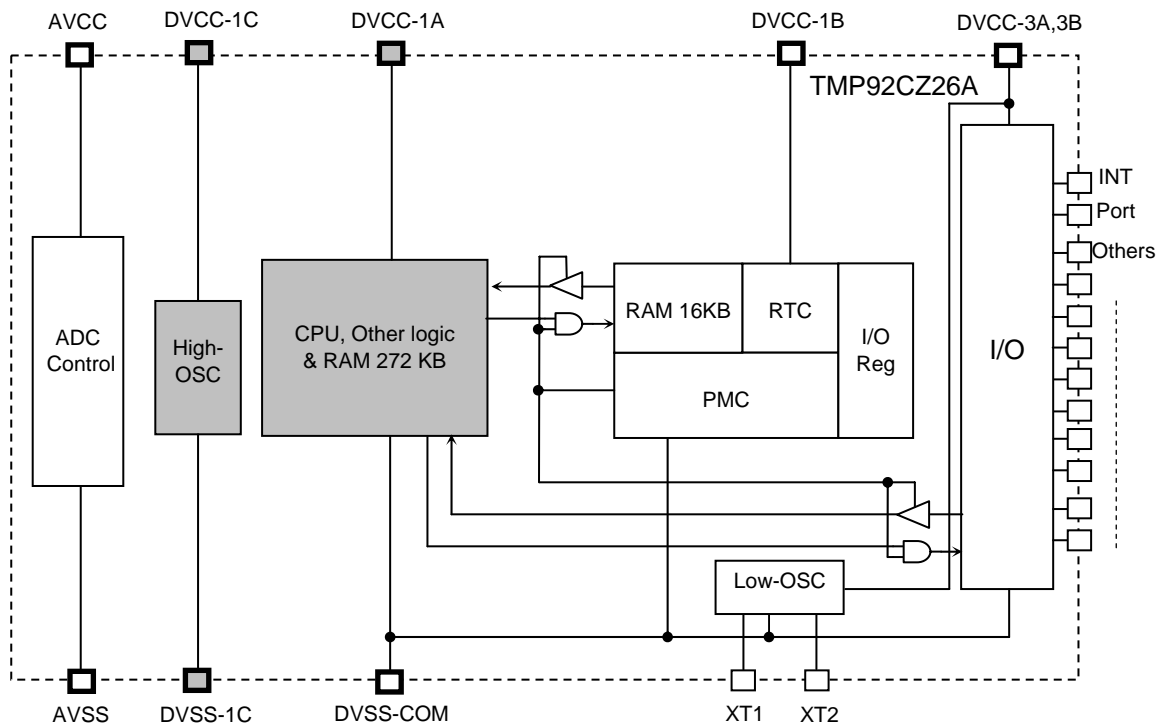 AVCC
DVCC-1C
DVCC-1A
DVCC-1B
DVCC-3A,3B
TMP92CZ26A
INT
Port
Others
ADC
Control
High-
OSC
CPU, Other logic
& RAM 272 KB
RAM 16KB
RTC
I/O
Reg
PMC
I/O
Low-OSC
AVSS
DVSS-1C
DVSS-COM
XT1
XT2